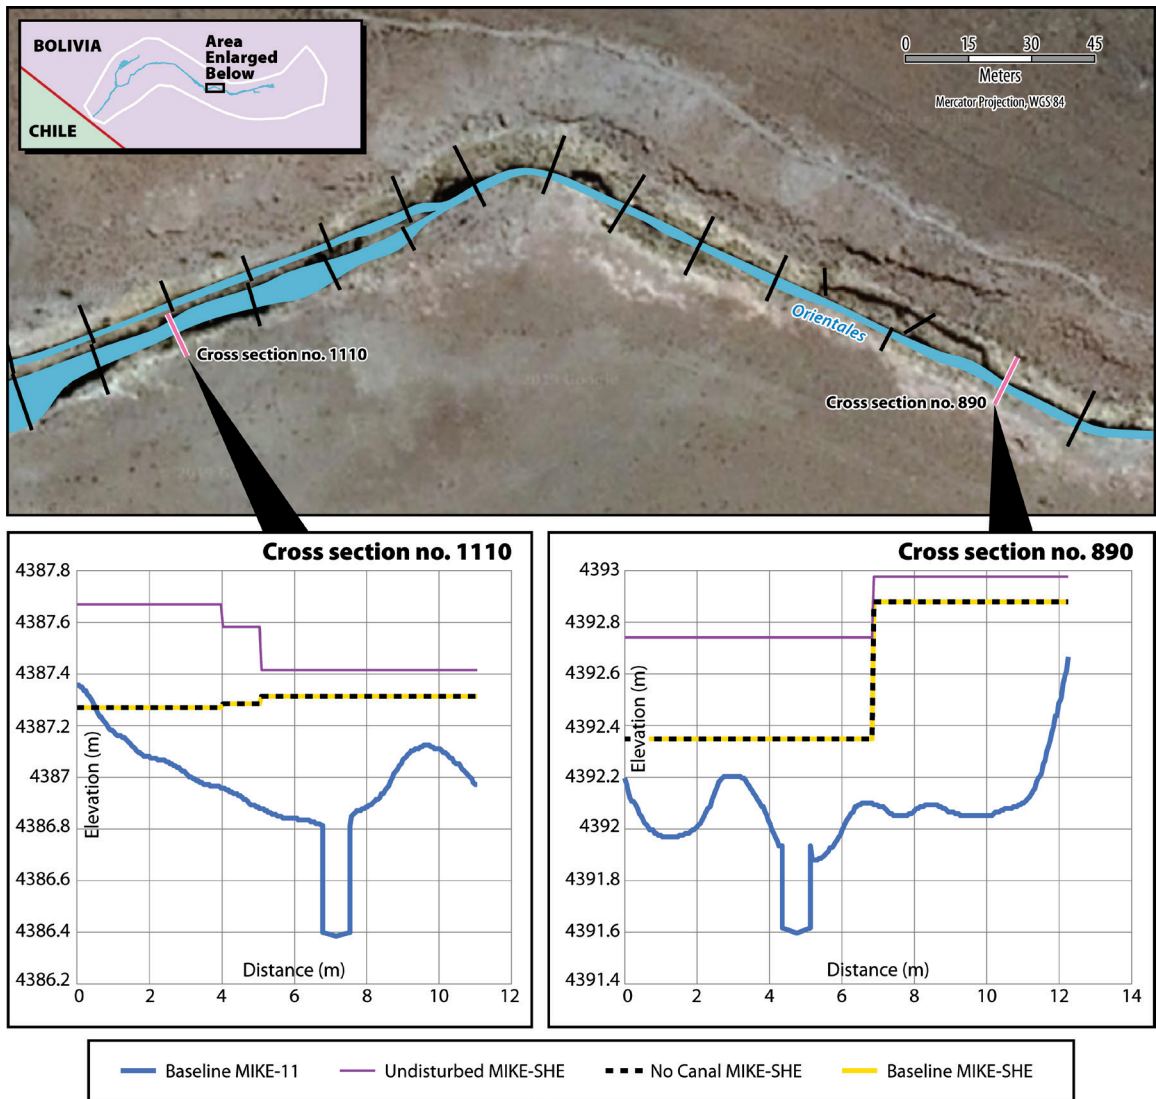 BOLIVIA
Area
Enlarged
Below
CHILE
0 15 30 45
Meters
Mercator Projection, WGS'84
Orientales
Cross section no. 1110
Cross section no. 890
Cross section no. 1110
4387.8
4387.6
4387.4
4387.2
4387
4386.8
4386.6
4386.4
4386.2
Elevation (m)
Distance (m)
0 2 4 6 8 10 12
Cross section no. 890
4393
4392.8
4392.6
4392.4
4392.2
4392
4391.8
4391.6
4391.4
Elevation (m)
Distance (m)
0 2 4 6 8 10 12 14
Baseline MIKE-11 Undisturbed MIKE-SHE No Canal MIKE-SHE Baseline MIKE-SHE